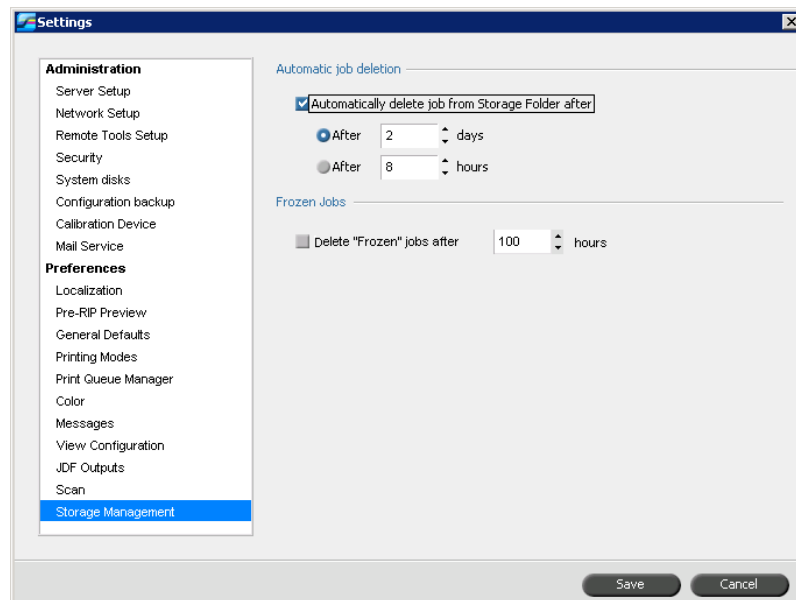 Settings
Administration
Server Setup
Network Setup
Remote Tools Setup
Security
System disks
Configuration backup
Calibration Device
Mail Service
Preferences
Localization
Pre-RIP Preview
General Defaults
Printing Modes
Print Queue Manager
Color
Messages
View Configuration
JDF Outputs
Scan
Storage Management
Automatic job deletion
Automatically delete job from Storage Folder after
After 2 days
After 8 hours
Frozen Jobs
Delete "Frozen" jobs after 100 hours
Save Cancel